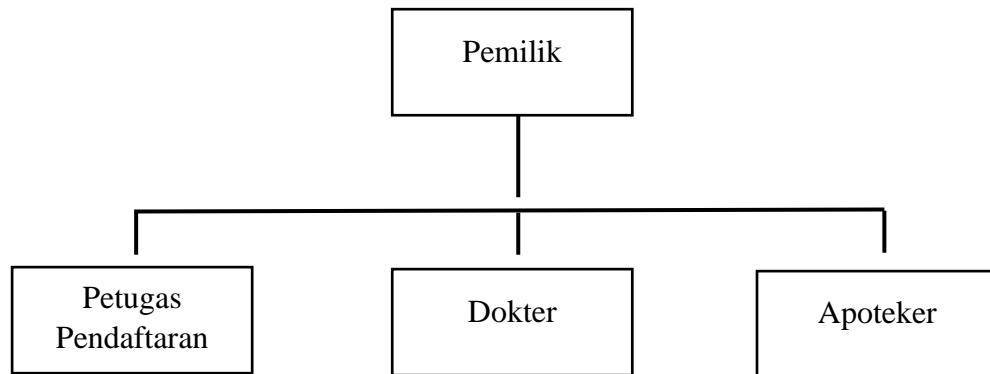 Pemilik
Petugas
Pendaftaran
Dokter
Apoteker